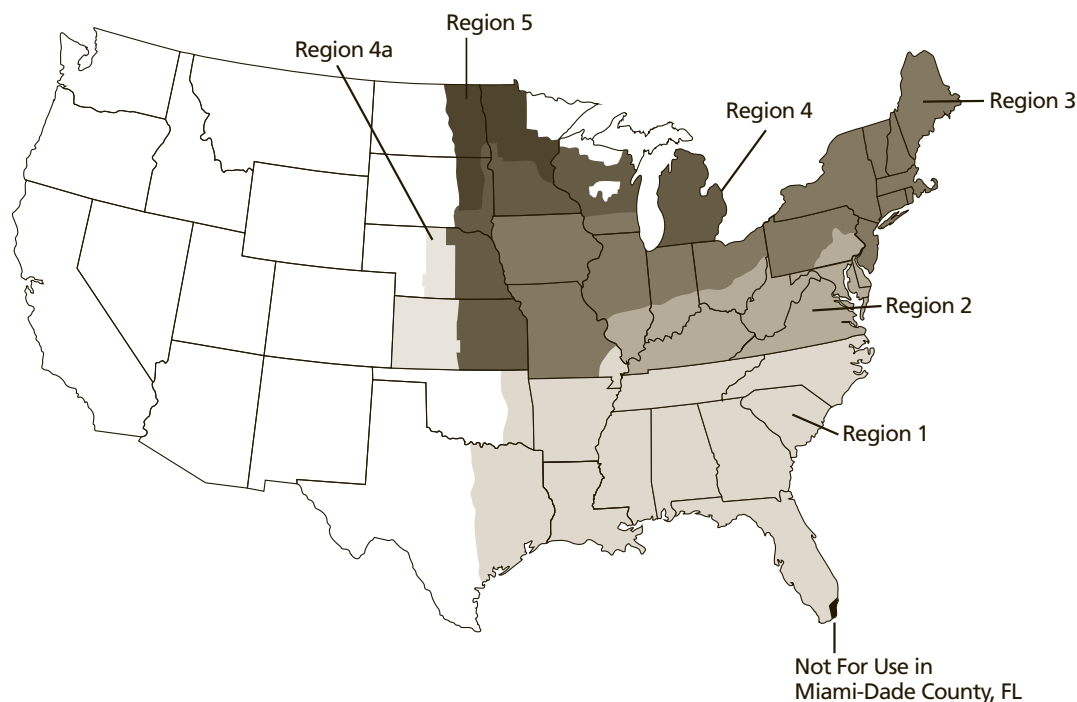 Region 5
Region 4a
Region 3
Region 4
Region 2
Region 1
Not For Use in
Miami-Dade County, FL